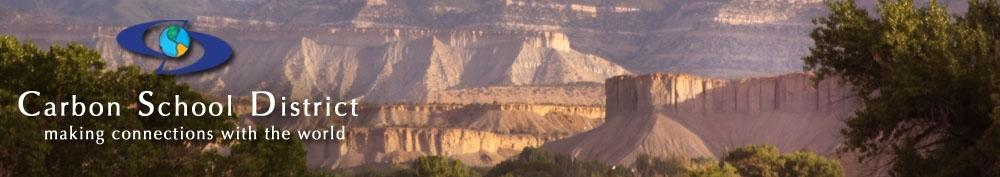 Carbon School District
making connections with the world